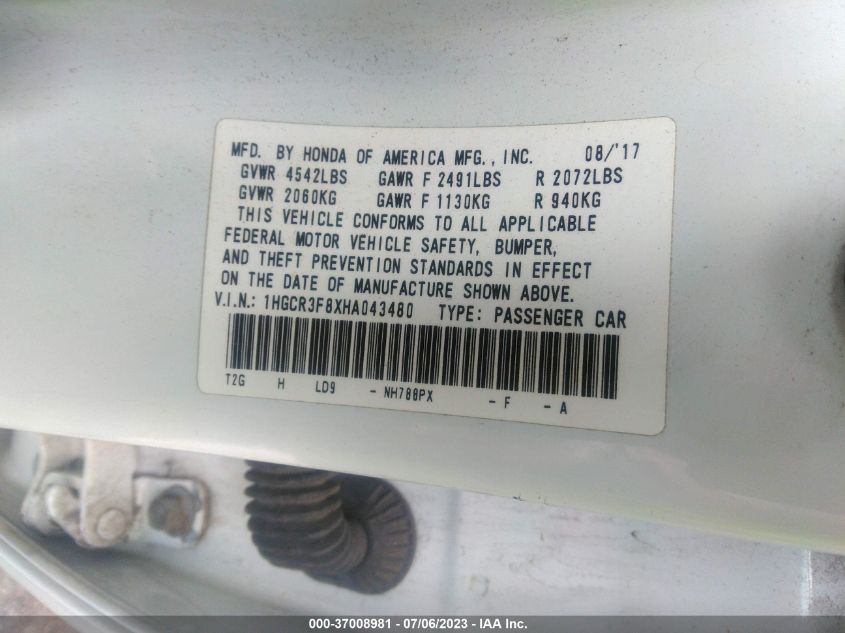 MFD. BY HONDA OF AMERICA MFG., INC. 08/'17
GVWR 4542LBS GAWR F 2491LBS R 2072LBS
GVWR 2060KG GAWR F 1130KG R 940KG
THIS VEHICLE CONFORMS TO ALL APPLICABLE
FEDERAL MOTOR VEHICLE SAFETY, BUMPER,
AND THEFT PREVENTION STANDARDS IN EFFECT
ON THE DATE OF MANUFACTURE SHOWN ABOVE.
V.I.N.: 1HGCR3F8XHA043480 TYPE: PASSENGER CAR
T2G H LD9 - NH788PX - F - A
000-37008981 - 07/06/2023 - IAA Inc.